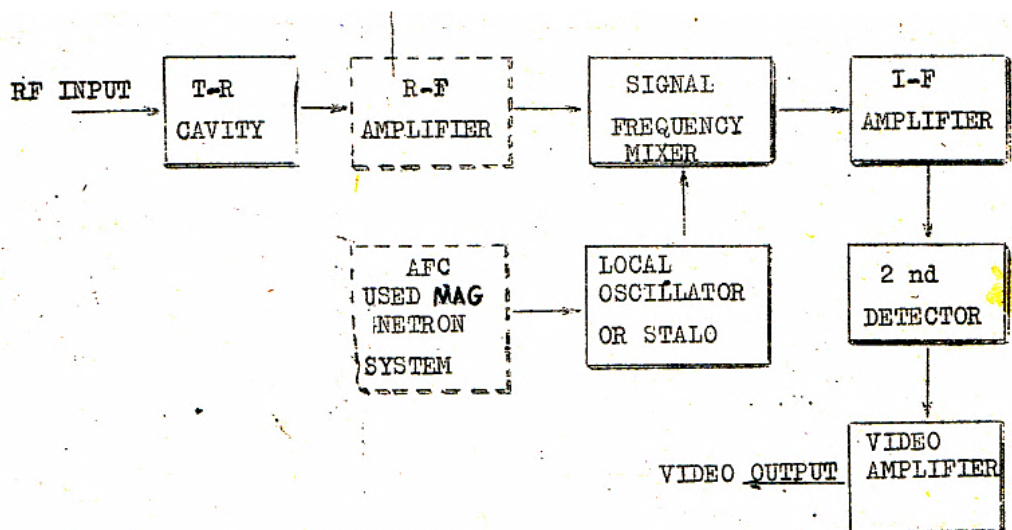 RF INPUT
T-R
CAVITY
R-F
AMPLIFIER
SIGNAL
FREQUENCY
MIXER
I-F
AMPLIFIER
AFC
USED MAG
NETRON
SYSTEM
LOCAL
OSCILLATOR
OR STALO
2 nd
DETECTOR
VIDEO
AMPLIFIER
VIDEO OUTPUT